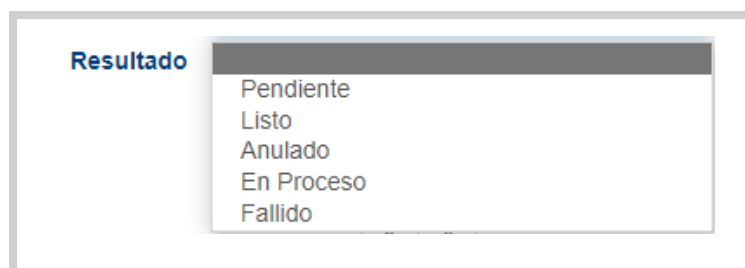 Resultado
Pendiente
Listo
Anulado
En Proceso
Fallido